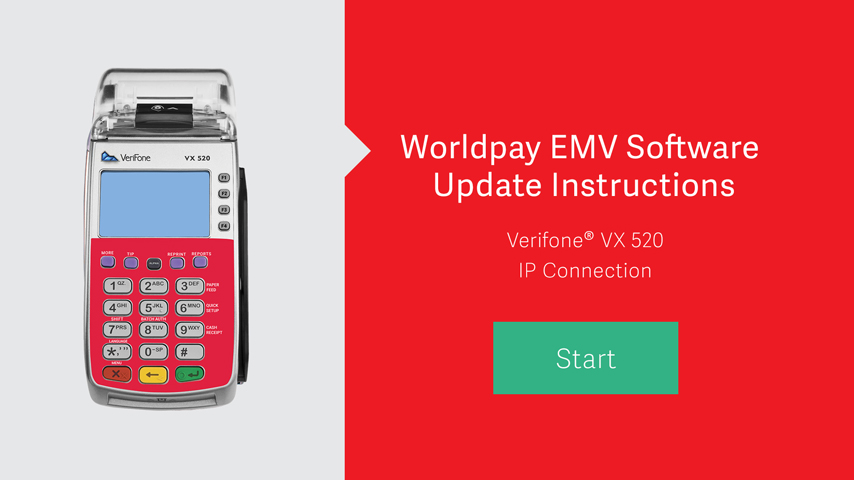 VeriFone VX 520
F1
F2
F3
F4
MORE TIP ALPHA REPRINT REPORTS
1 QZ. 2 ABC 3 DEF PAPER FEED
4 GHI 5 JKL 6 MNO QUICK SETUP
SHIFT BATCH AUTH
7 PRS 8 TUV 9 WXY CASH RECEIPT
LANGUAGE
*,'" 0 -SP #
MENU
Worldpay EMV Software
Update Instructions
Verifone® VX 520
IP Connection
Start